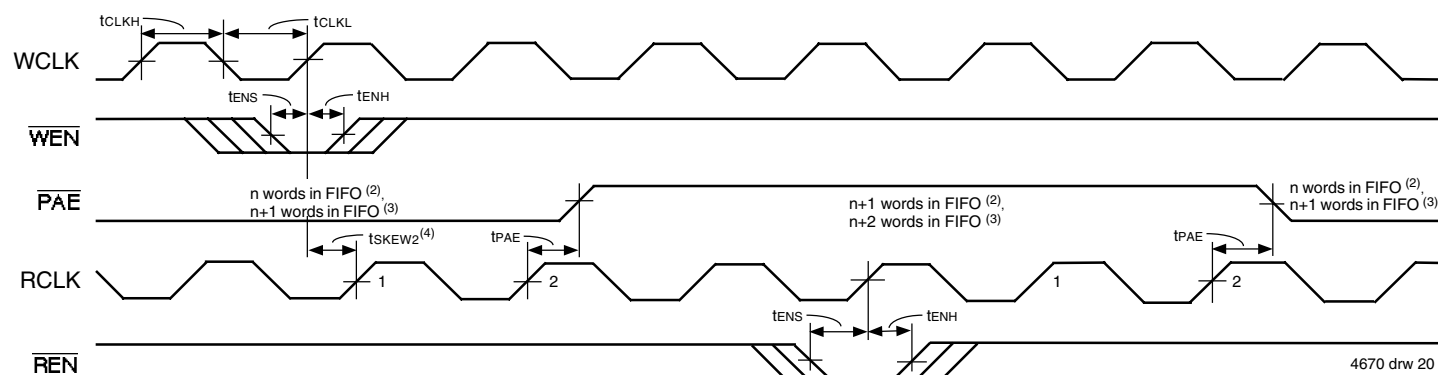 tCLKH
tCLKL
WCLK
tENS
tENH
WEN
PAE
n words in FIFO (2),
n+1 words in FIFO (3)
n+1 words in FIFO (2),
n+2 words in FIFO (3)
n words in FIFO (2),
n+1 words in FIFO (3)
tSKEW2(4)
tPAE
tPAE
RCLK
1
2
1
2
tENS
tENH
REN
4670 drw 20